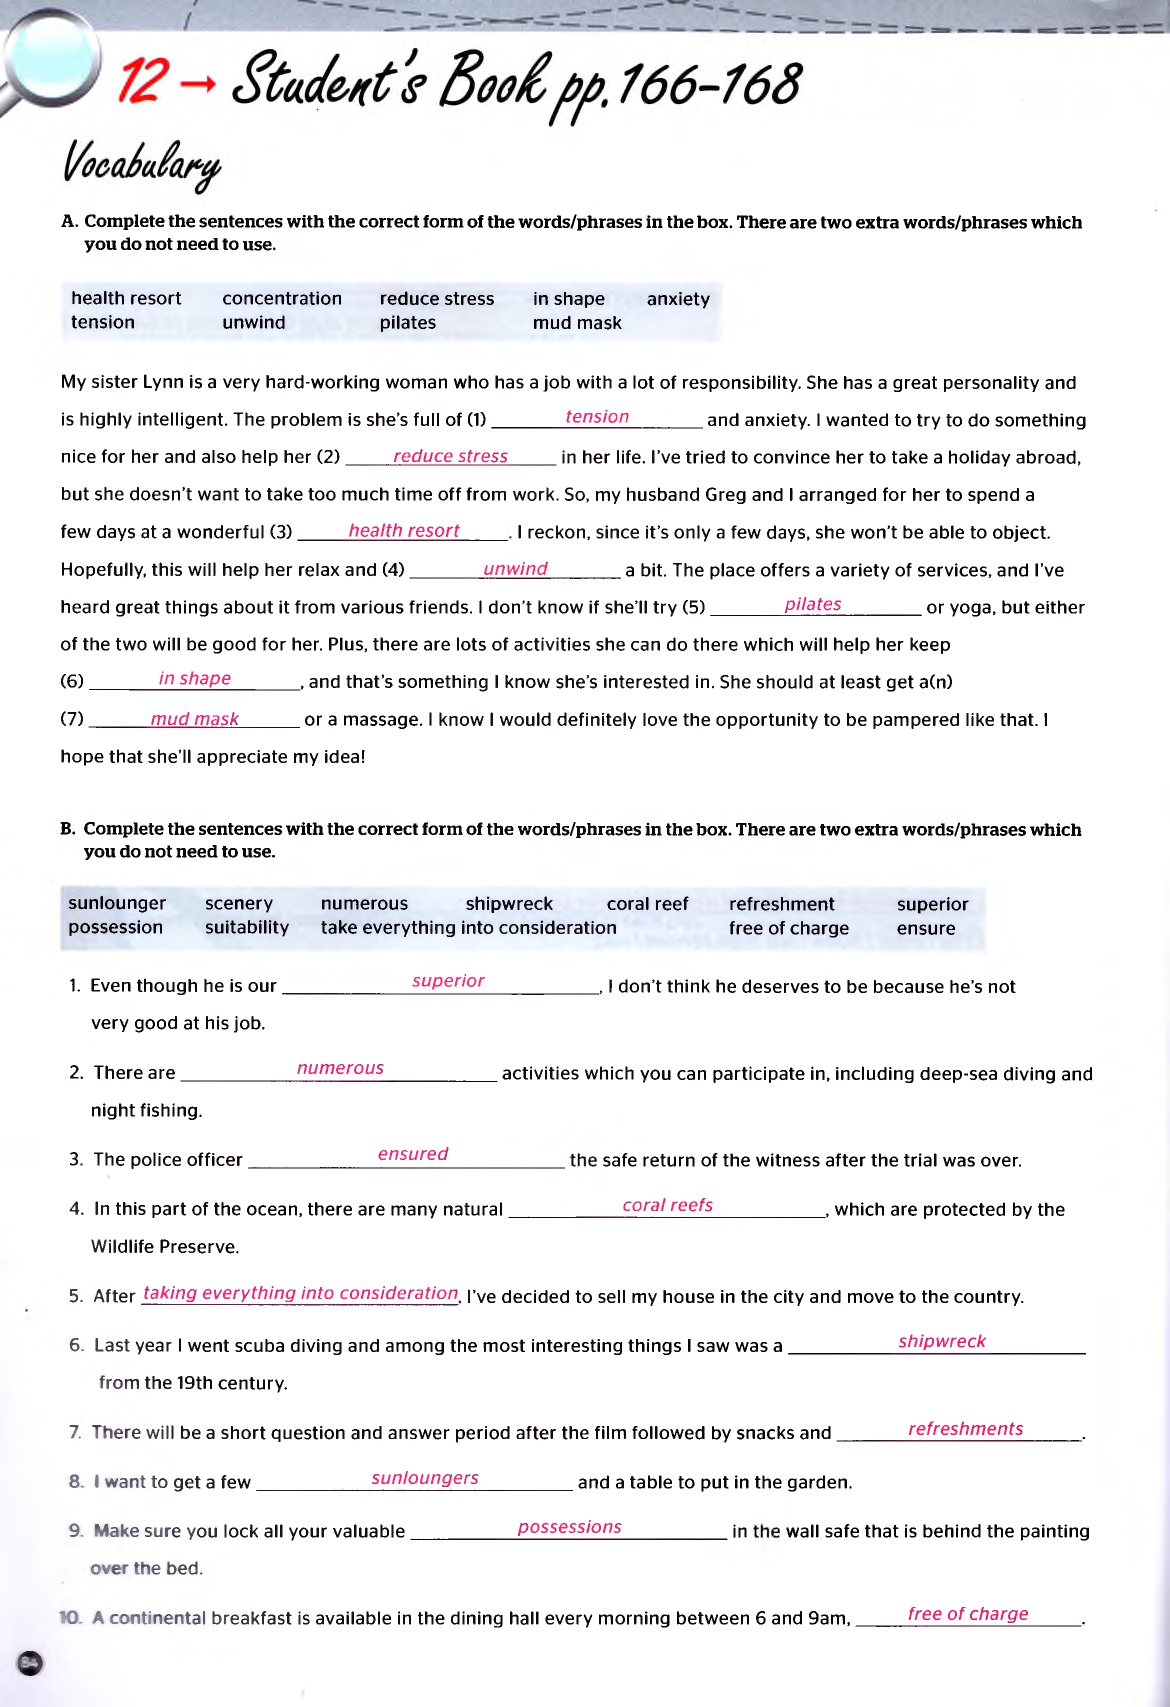 12 → Student's Book pp. 166-168
Vocabulary
A. Complete the sentences with the correct form of the words/phrases in the box. There are two extra words/phrases which
you do not need to use.
health resort concentration reduce stress in shape anxiety
tension unwind pilates mud mask
My sister Lynn is a very hard-working woman who has a job with a lot of responsibility. She has a great personality and
is highly intelligent. The problem is she's full of (1) tension and anxiety. I wanted to try to do something
nice for her and also help her (2) reduce stress in her life. I've tried to convince her to take a holiday abroad,
but she doesn't want to take too much time off from work. So, my husband Greg and I arranged for her to spend a
few days at a wonderful (3) health resort. I reckon, since it's only a few days, she won't be able to object.
Hopefully, this will help her relax and (4) unwind a bit. The place offers a variety of services, and I've
heard great things about it from various friends. I don't know if she'll try (5) pilates or yoga, but either
of the two will be good for her. Plus, there are lots of activities she can do there which will help her keep
(6) in shape, and that's something I know she's interested in. She should at least get a(n)
(7) mud mask or a massage. I know I would definitely love the opportunity to be pampered like that. I
hope that she'll appreciate my idea!
B. Complete the sentences with the correct form of the words/phrases in the box. There are two extra words/phrases which
you do not need to use.
sunlounger scenery numerous shipwreck coral reef refreshment superior
possession suitability take everything into consideration free of charge ensure
1. Even though he is our superior, I don't think he deserves to be because he's not
very good at his job.
2. There are numerous activities which you can participate in, including deep-sea diving and
night fishing.
3. The police officer ensured the safe return of the witness after the trial was over.
4. In this part of the ocean, there are many natural coral reefs, which are protected by the
Wildlife Preserve.
5. After taking everything into consideration, I've decided to sell my house in the city and move to the country.
6. Last year I went scuba diving and among the most interesting things I saw was a shipwreck
from the 19th century.
7. There will be a short question and answer period after the film followed by snacks and refreshments.
8. I want to get a few sunloungers and a table to put in the garden.
9. Make sure you lock all your valuable possessions in the wall safe that is behind the painting
over the bed.
10. A continental breakfast is available in the dining hall every morning between 6 and 9am, free of charge.
84